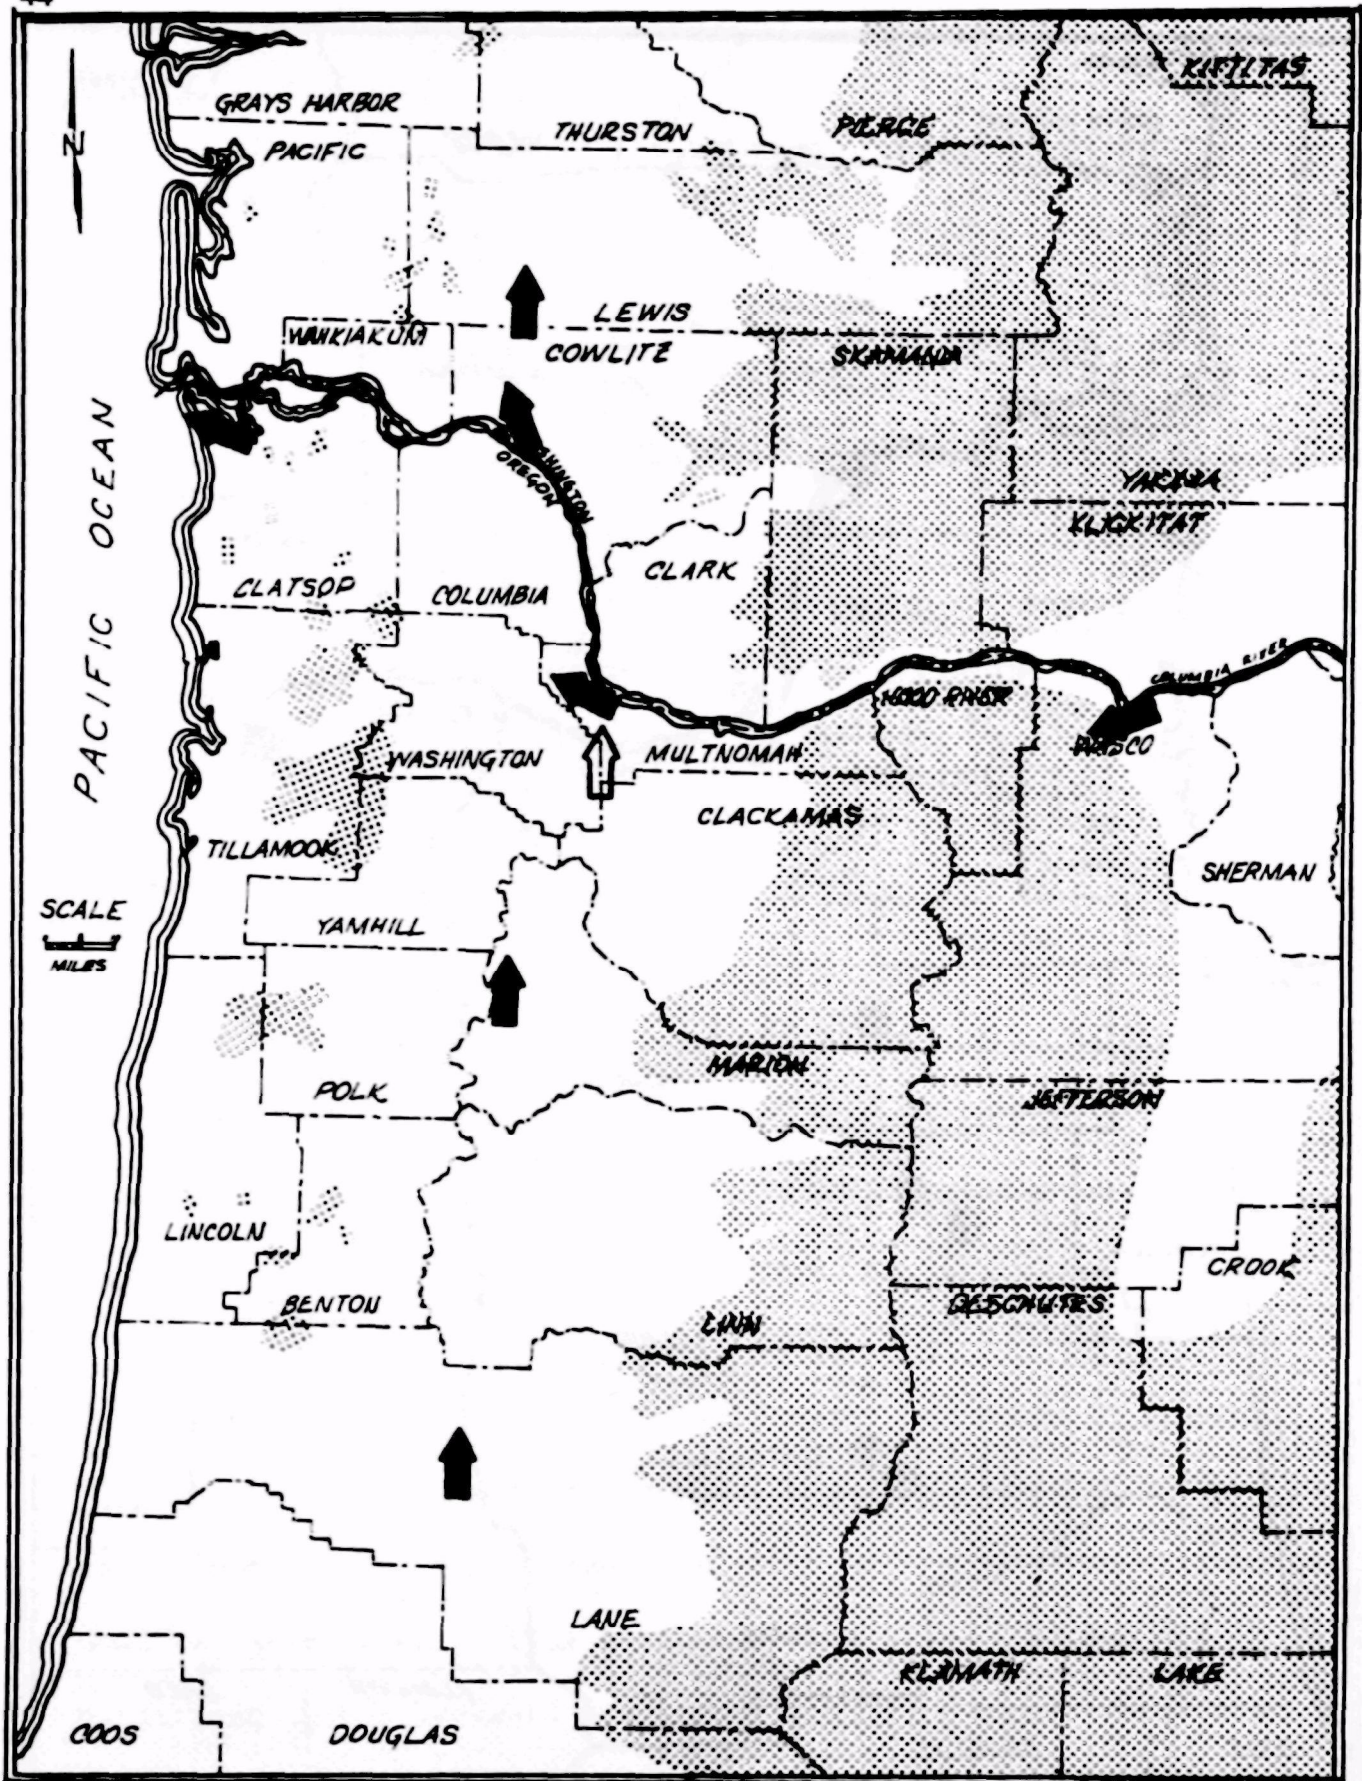 KITTITAS
GRAYS HARBOR
THURSTON
PIERCE
PACIFIC
N
LEWIS
WAHKIAKUM
COWLITZ
SKAMANIA
OREGON
YAKIMA
KLICKITAT
PACIFIC OCEAN
CLARK
CLATSOP
COLUMBIA
COLUMBIA RIVER
HOOD RIVER
WASHINGTON
MULTNOMAH
CLACKAMAS
TILLAMOOK
SHERMAN
SCALE
MILES
YAMHILL
MARION
POLK
JEFFERSON
LINCOLN
CROOK
BENTON
DESCHUTES
LINN
LANE
KLAMATH
LAKE
COOS
DOUGLAS